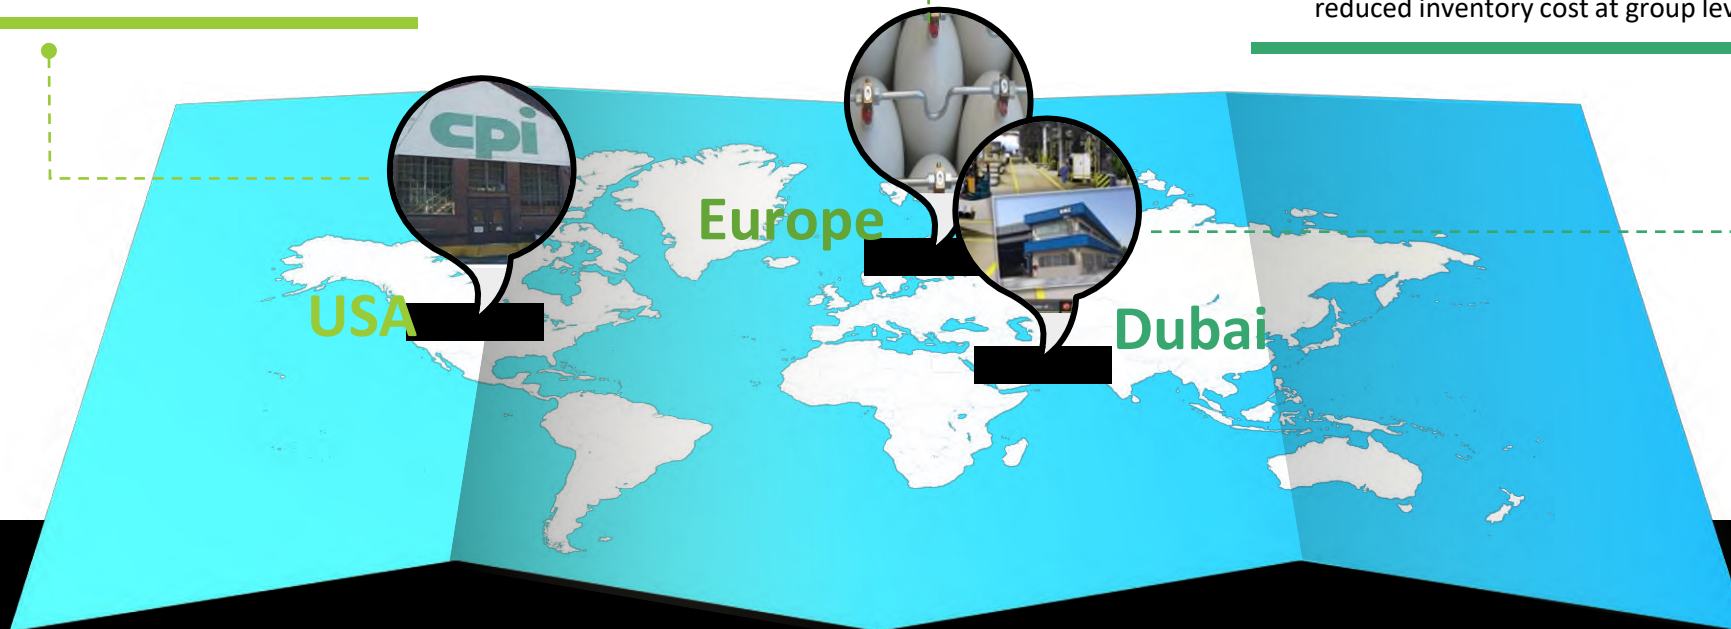 reduced inventory cost at group lev
cpi
Europe
USA
Dubai